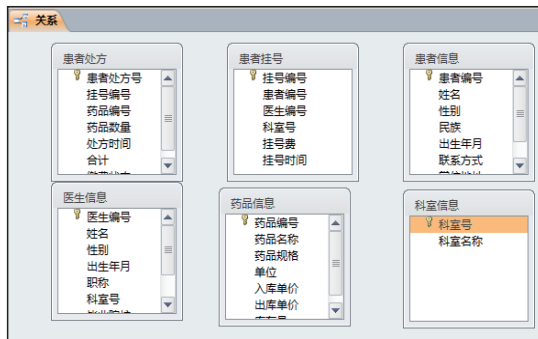 关系
患者处方
患者处方号
挂号编号
药品编号
药品数量
处方时间
合计
患者挂号
挂号编号
患者编号
医生编号
科室号
挂号费
挂号时间
患者信息
患者编号
姓名
性别
民族
出生年月
联系方式
医生信息
医生编号
姓名
性别
出生年月
职称
科室号
药品信息
药品编号
药品名称
药品规格
单位
入库单价
出库单价
科室信息
科室号
科室名称